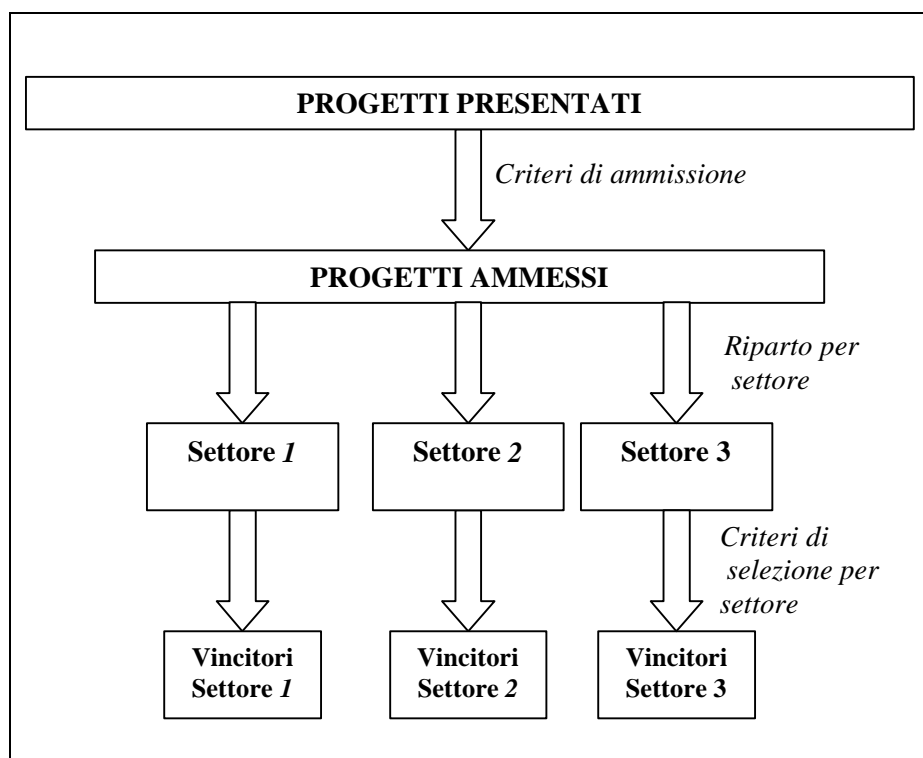 PROGETTI PRESENTATI
Criteri di ammissione
PROGETTI AMMESSI
Riparto per
settore
Settore 1
Settore 2
Settore 3
Criteri di
selezione per
settore
Vincitori
Settore 1
Vincitori
Settore 2
Vincitori
Settore 3